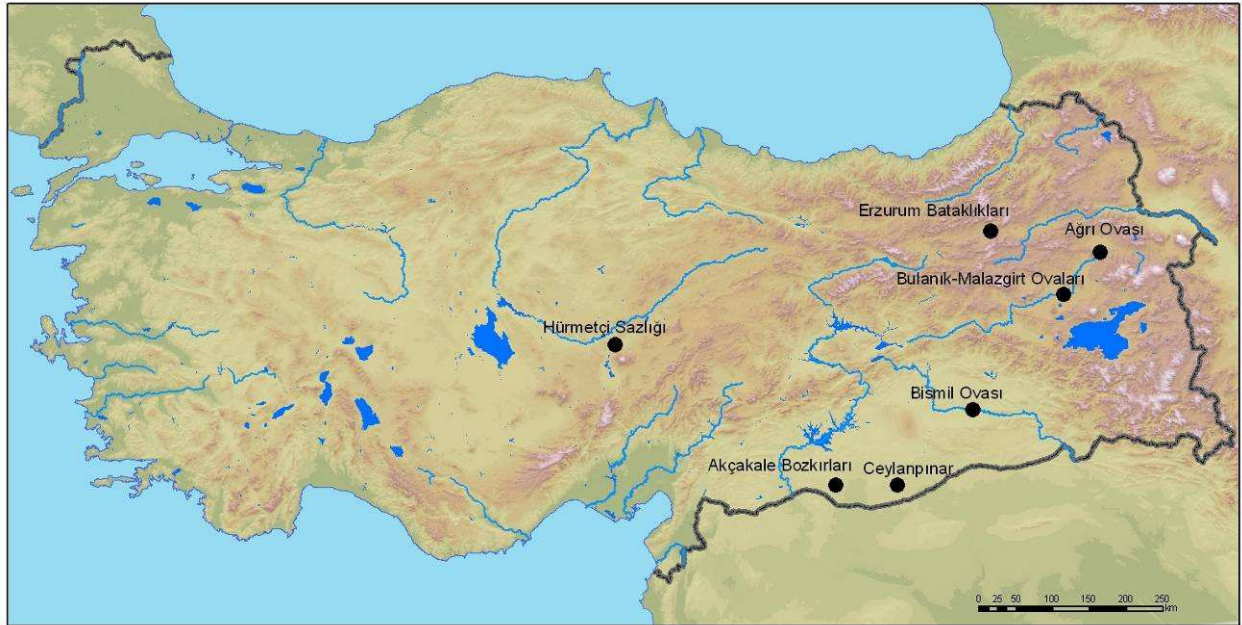 Erzurum Bataklıkları
Ağrı Ovası
Bulanık-Malazgirt Ovaları
Hürmetçi Sazlığı
Bismil Ovası
Akçakale Bozkırları
Ceylanpınar
0 25 50 100 150 200 250
km